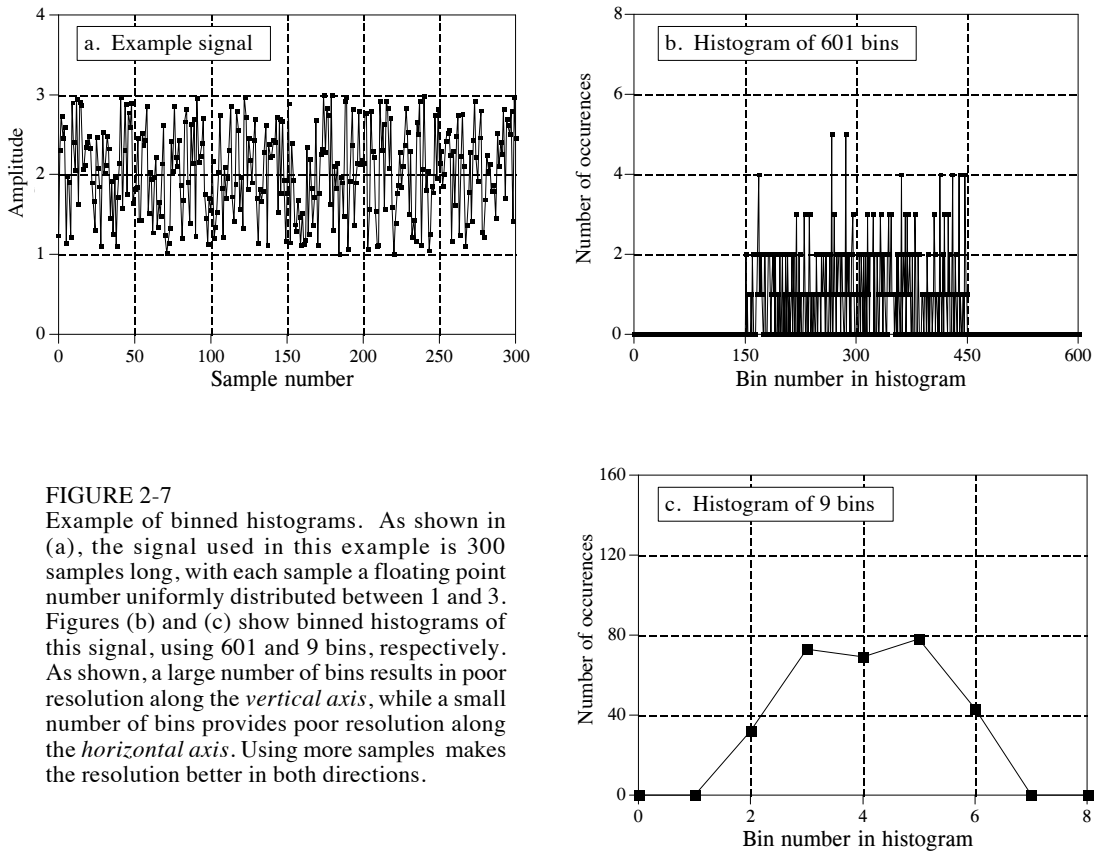 a. Example signal
4
3
2
1
0
Amplitude
0 50 100 150 200 250 300
Sample number
b. Histogram of 601 bins
8
6
4
2
0
Number of occurences
0 150 300 450 600
Bin number in histogram
FIGURE 2-7
Example of binned histograms. As shown in
(a), the signal used in this example is 300
samples long, with each sample a floating point
number uniformly distributed between 1 and 3.
Figures (b) and (c) show binned histograms of
this signal, using 601 and 9 bins, respectively.
As shown, a large number of bins results in poor
resolution along the vertical axis, while a small
number of bins provides poor resolution along
the horizontal axis. Using more samples makes
the resolution better in both directions.
c. Histogram of 9 bins
160
120
80
40
0
Number of occurences
0 2 4 6 8
Bin number in histogram